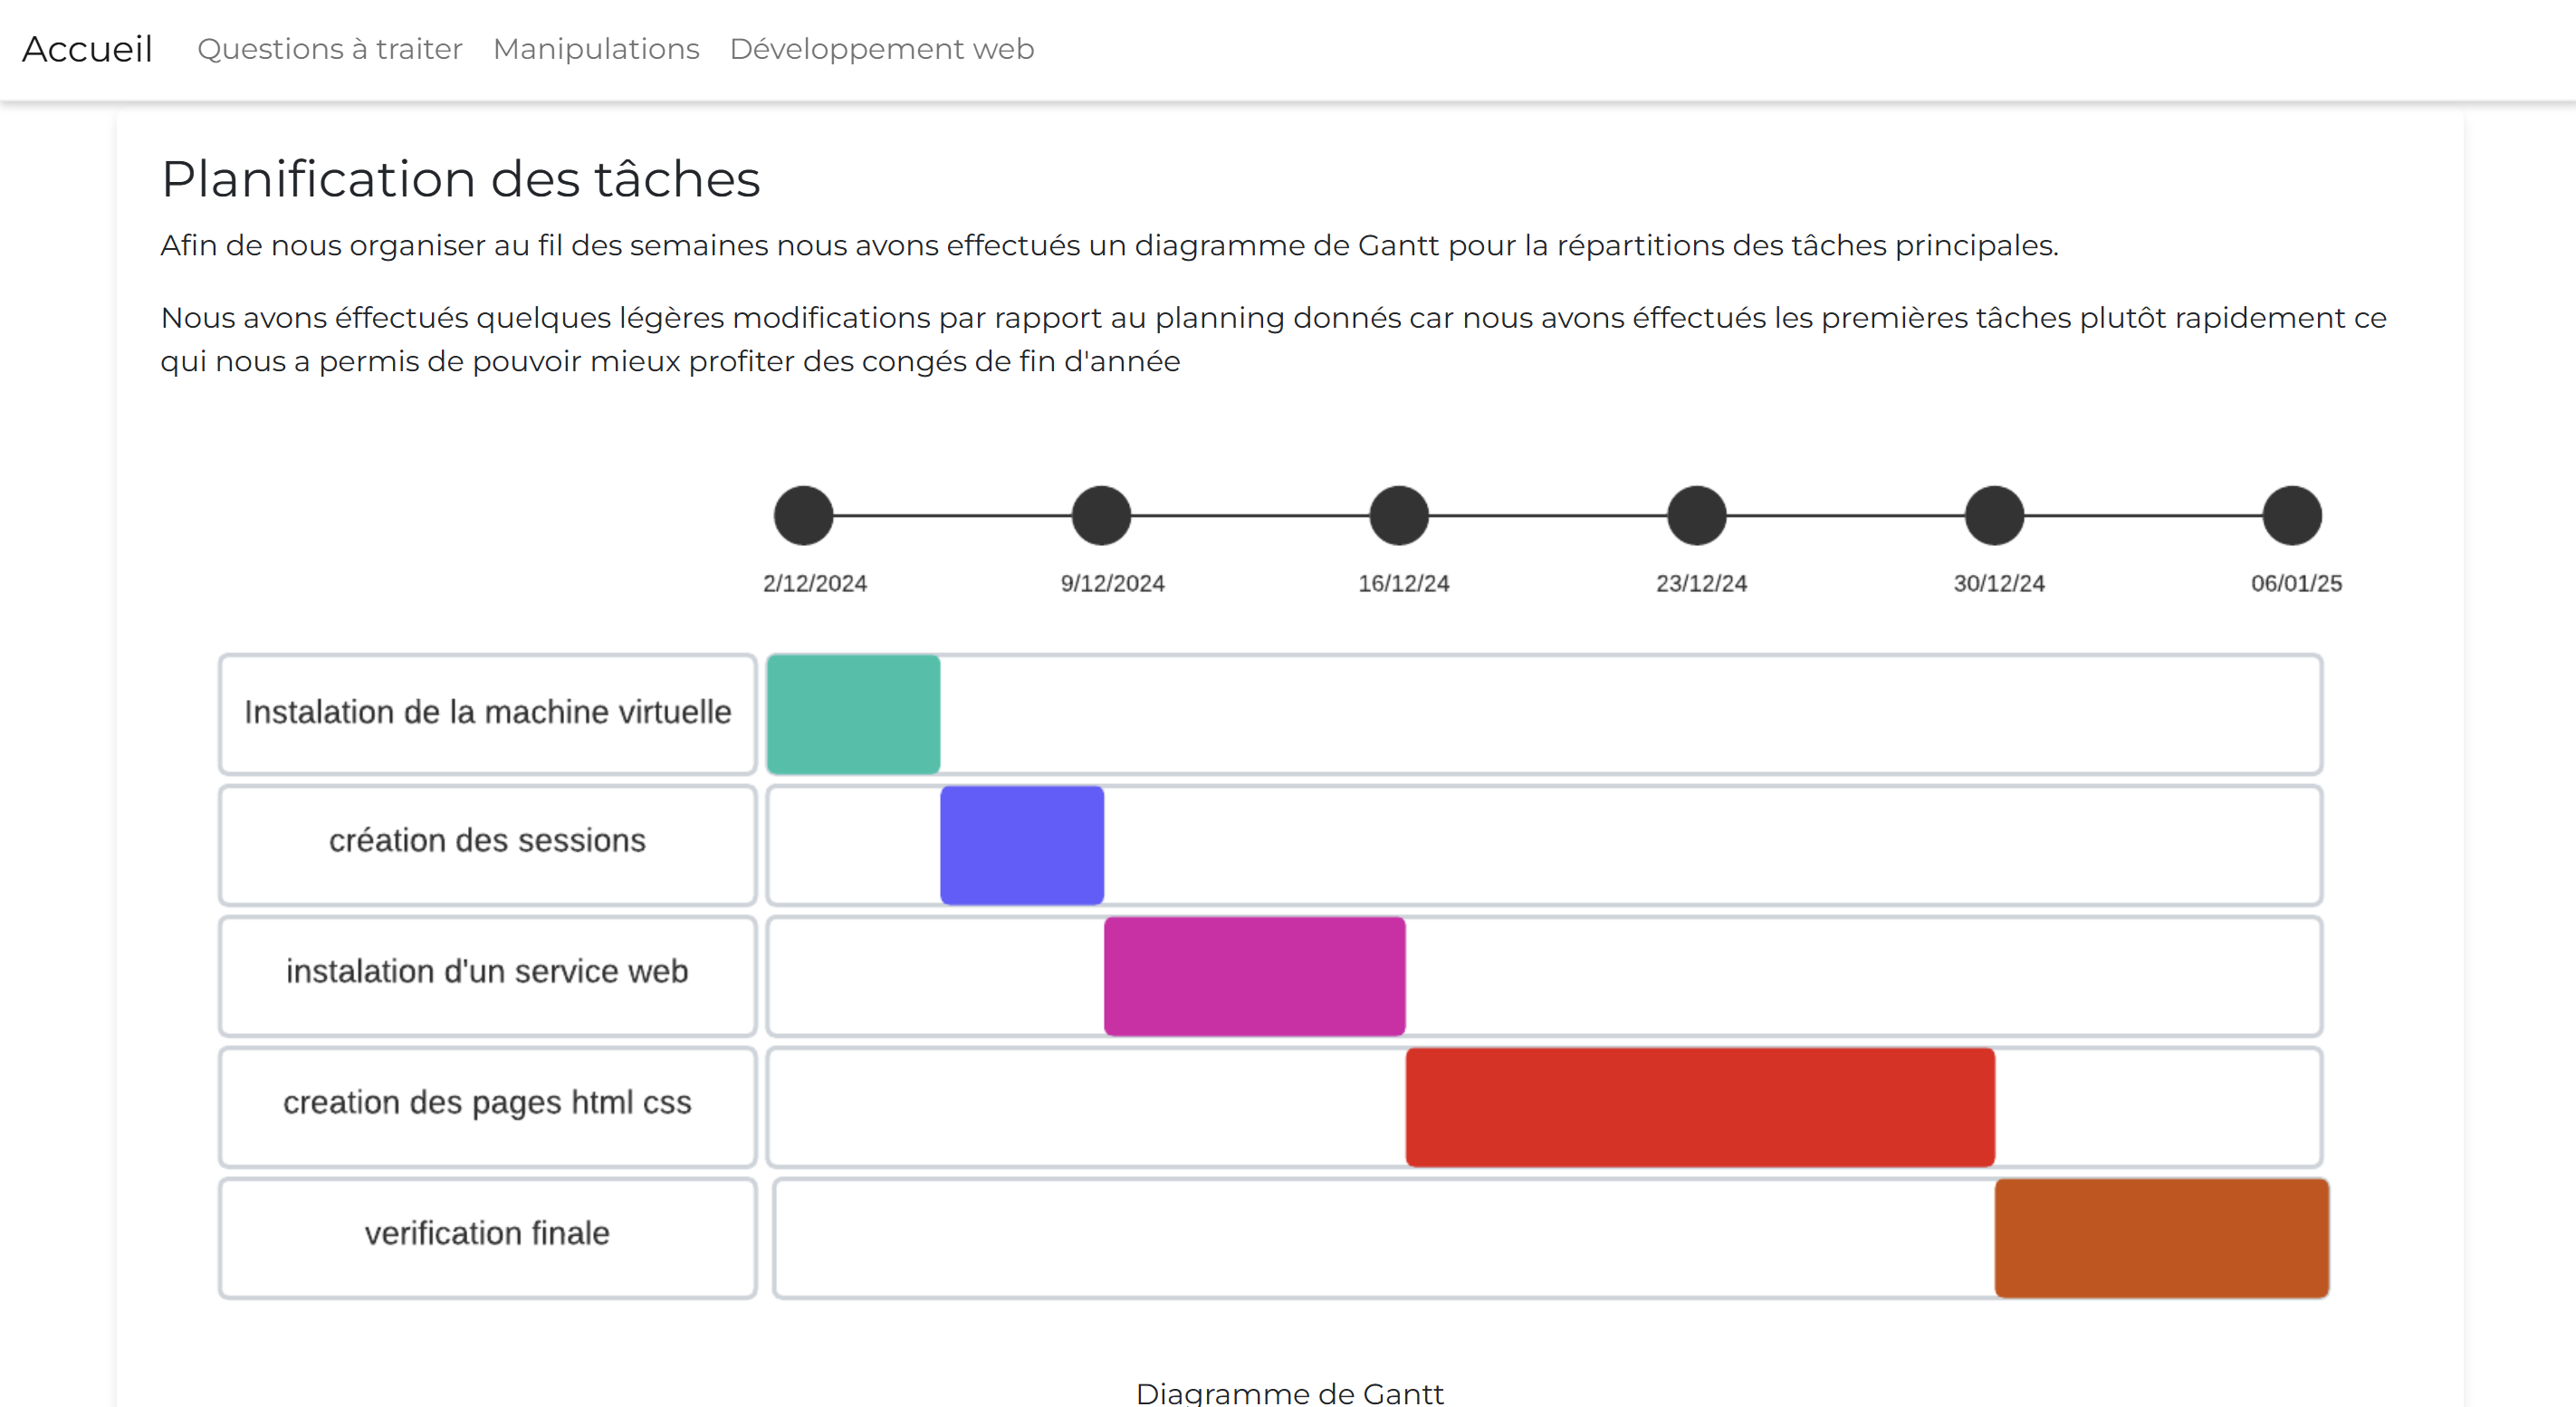 Accueil Questions à traiter Manipulations Développement web
Planification des tâches
Afin de nous organiser au fil des semaines nous avons effectués un diagramme de Gantt pour la répartitions des tâches principales.
Nous avons éffectués quelques légères modifications par rapport au planning donnés car nous avons éffectués les premières tâches plutôt rapidement ce
qui nous a permis de pouvoir mieux profiter des congés de fin d'année
2/12/2024 9/12/2024 16/12/24 23/12/24 30/12/24 06/01/25
Instalation de la machine virtuelle
création des sessions
instalation d'un service web
creation des pages html css
verification finale
Diagramme de Gantt